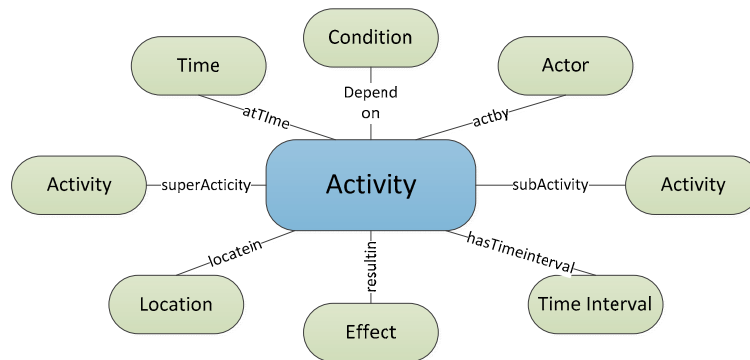 Condition
Time
Actor
Depend
on
atTIme
actby
Activity
superActicity
Activity
subActivity
Activity
locatein
resultin
hasTimeinterval
Location
Effect
Time Interval